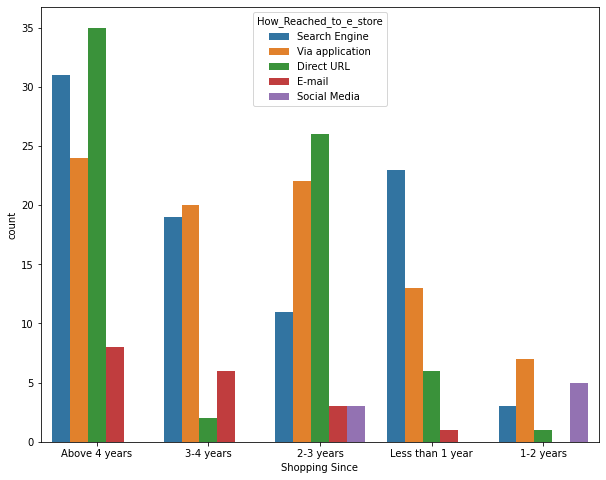 How_Reached_to_e_store
Search Engine
Via application
Direct URL
E-mail
Social Media
35
30
25
20
15
10
5
0
count
Above 4 years
3-4 years
2-3 years
Less than 1 year
1-2 years
Shopping Since